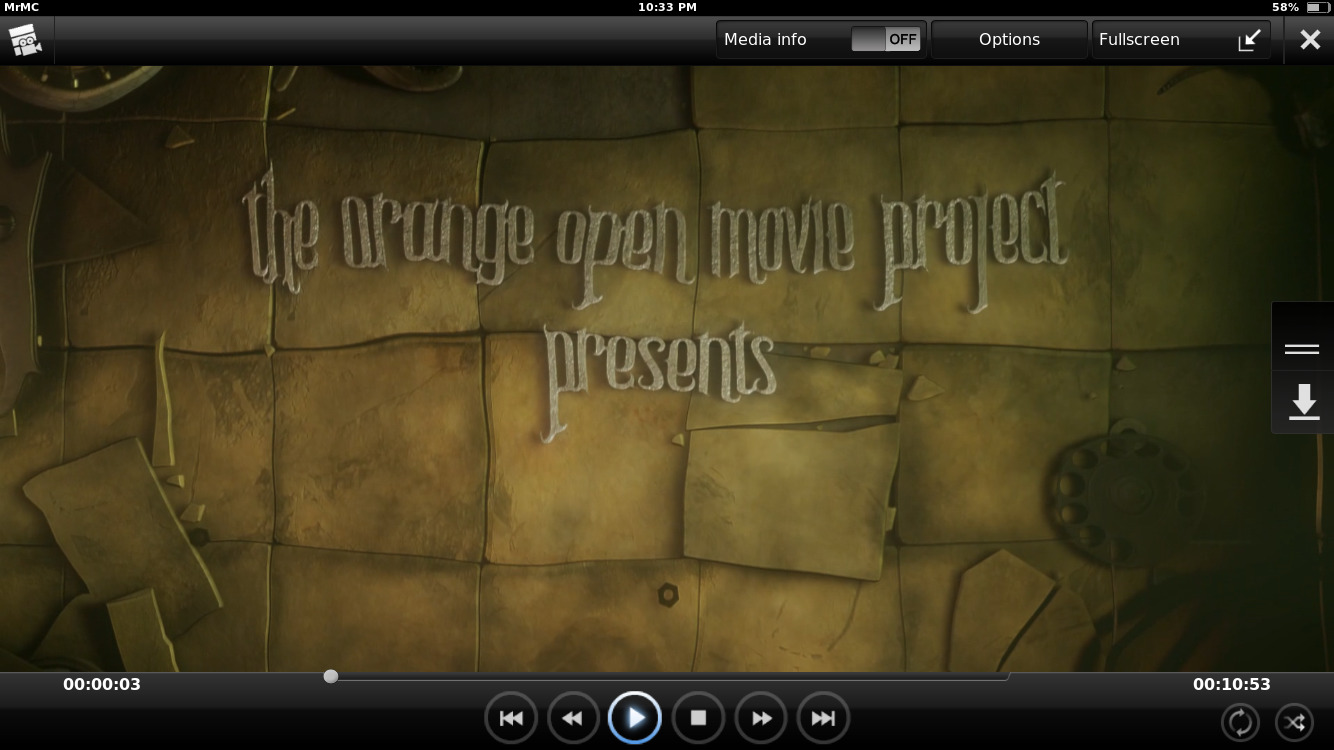 MrMC 10:33 PM 58%
Media info OFF Options Fullscreen
the orange open movie project
presents
00:00:03 00:10:53